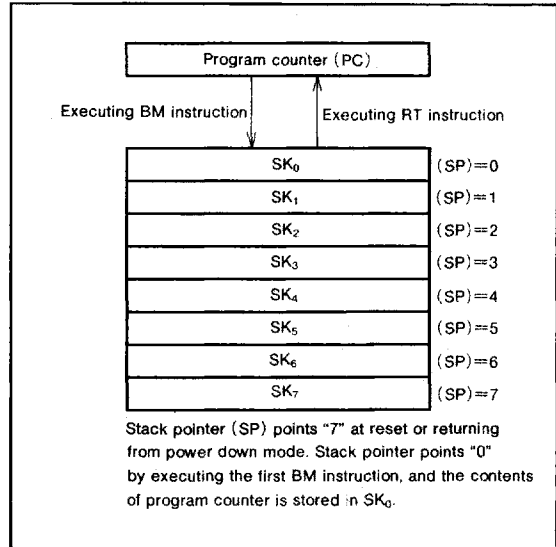 Program counter (PC)
Executing BM instruction
Executing RT instruction
SK₀ (SP)=0
SK₁ (SP)=1
SK₂ (SP)=2
SK₃ (SP)=3
SK₄ (SP)=4
SK₅ (SP)=5
SK₆ (SP)=6
SK₇ (SP)=7
Stack pointer (SP) points "7" at reset or returning
from power down mode. Stack pointer points "0"
by executing the first BM instruction, and the contents
of program counter is stored in SK₀.